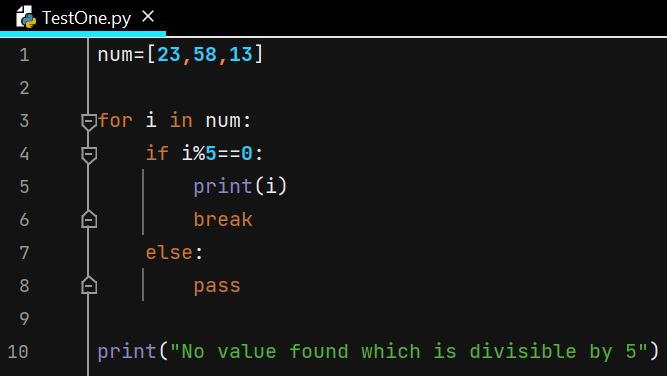 TestOne.py ×
1 num=[23,58,13]
2
3 for i in num:
4     if i%5==0:
5         print(i)
6         break
7     else:
8         pass
9
10 print("No value found which is divisible by 5")